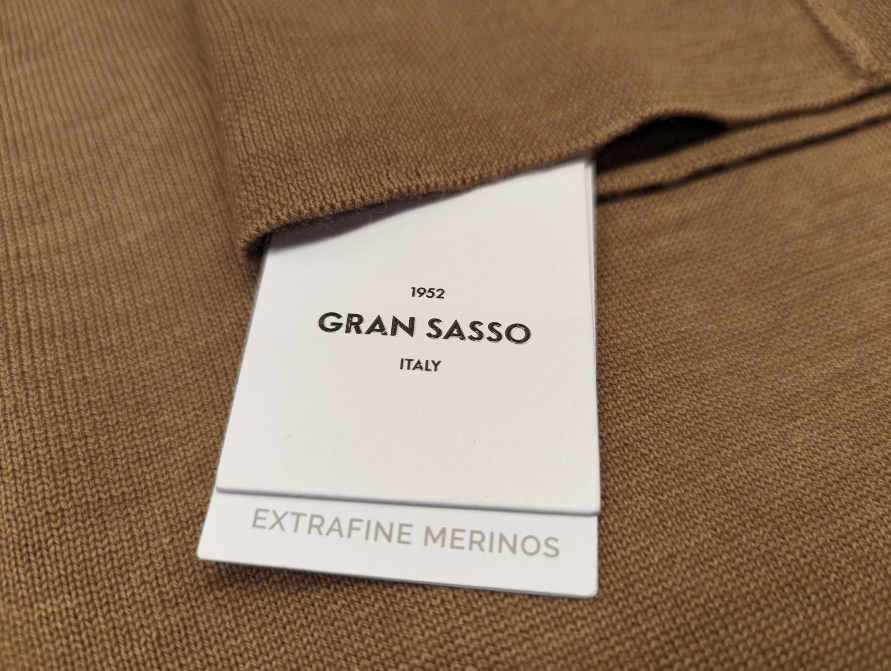 1952
GRAN SASSO
ITALY
EXTRAFINE MERINOS